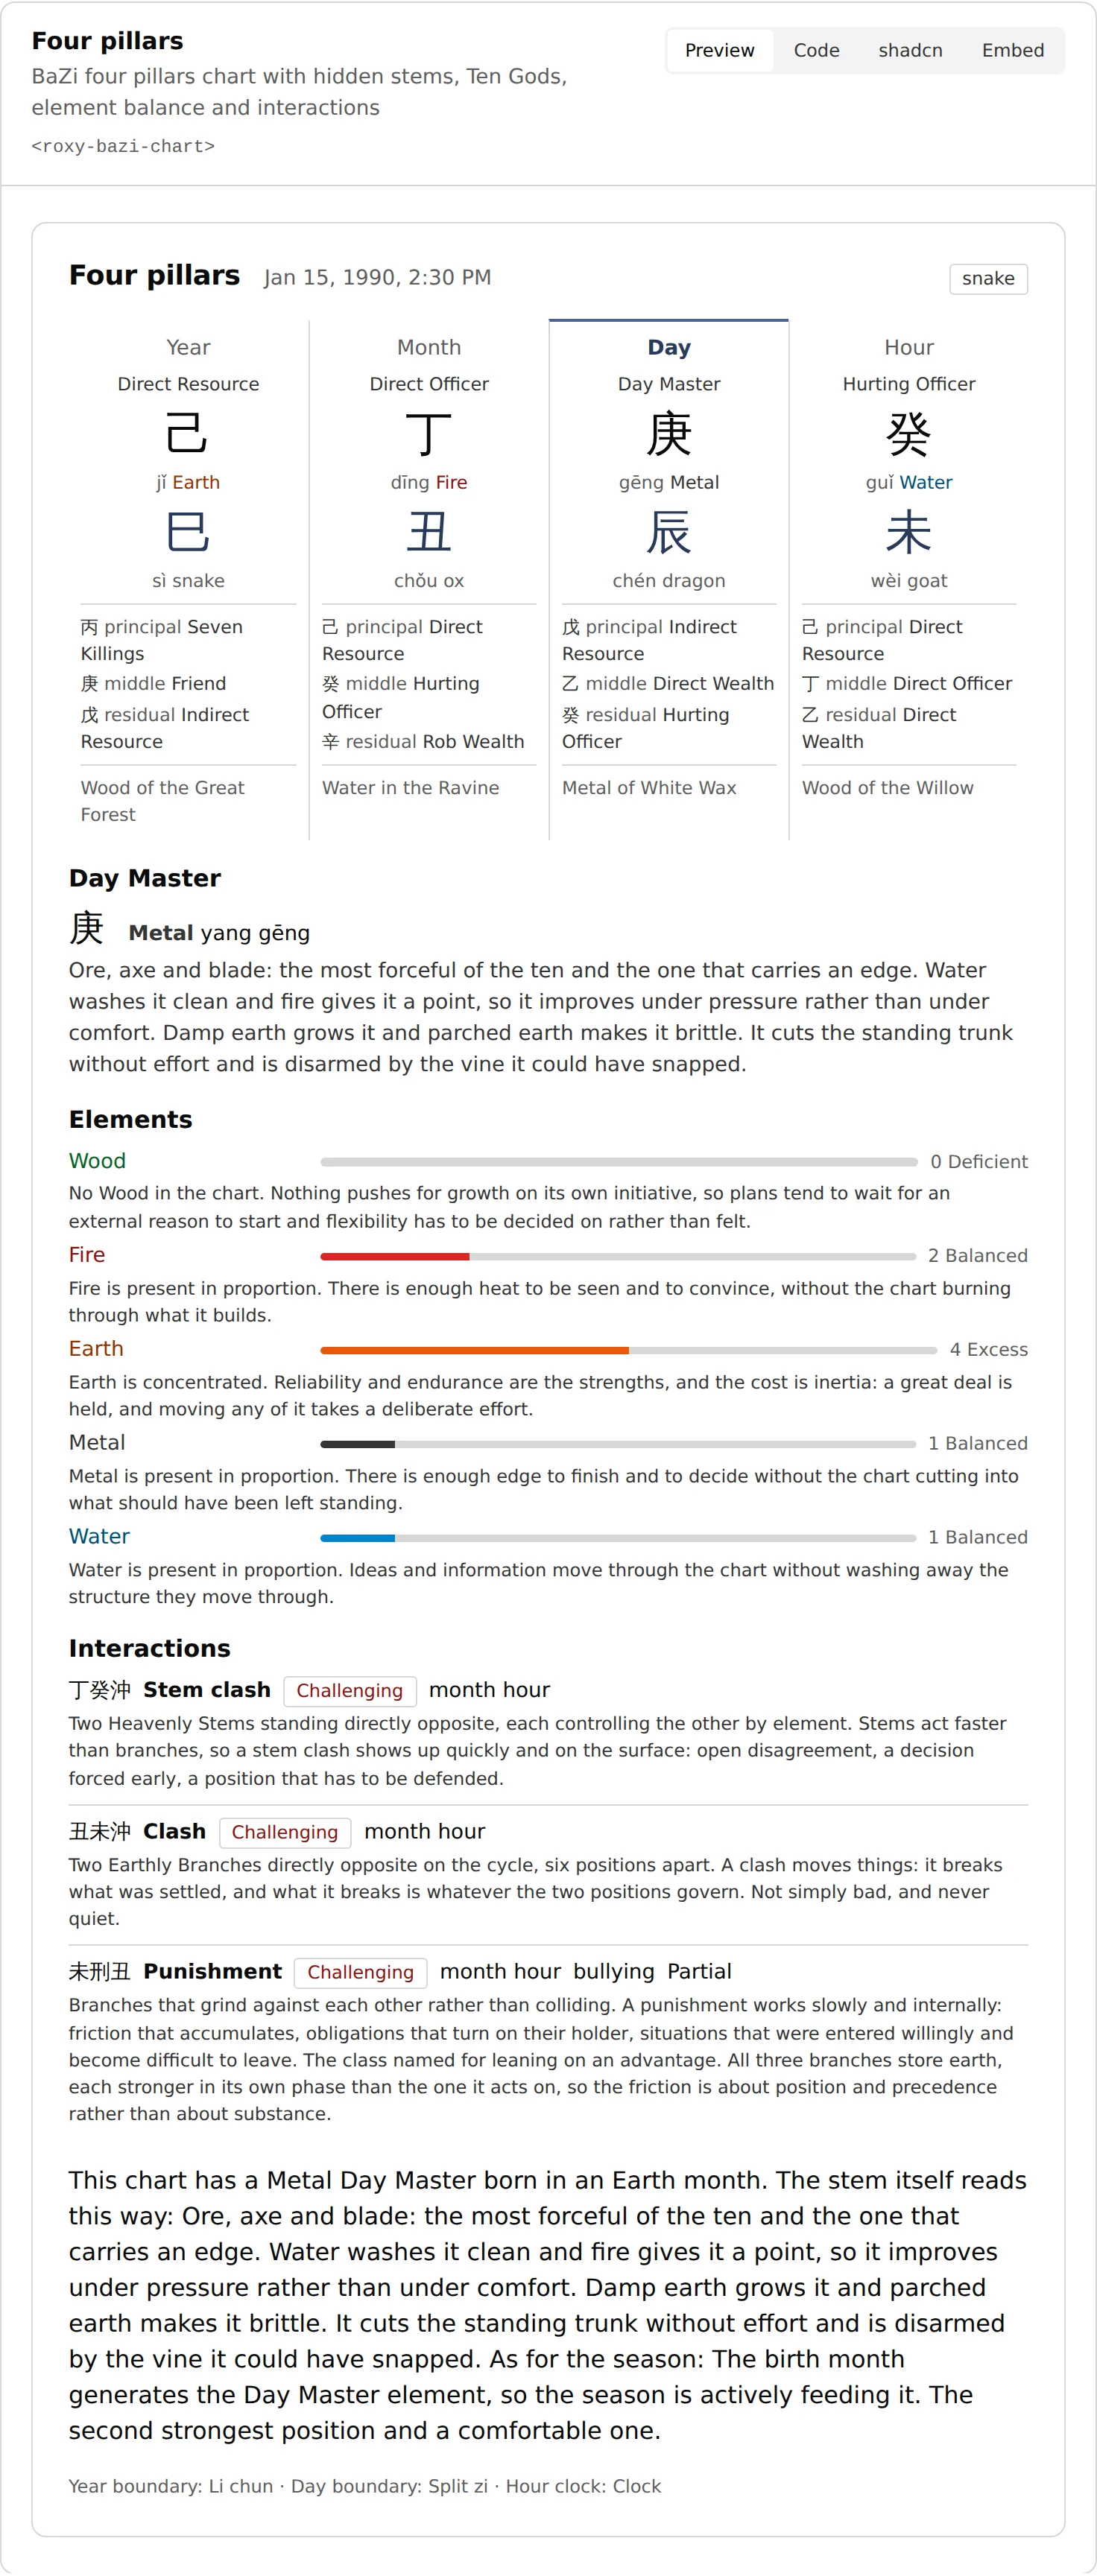 Four pillars
BaZi four pillars chart with hidden stems, Ten Gods,
element balance and interactions
<roxy-bazi-chart>
Preview Code shadcn Embed
Four pillars Jan 15, 1990, 2:30 PM snake
Year Month Day Hour
Direct Resource Direct Officer Day Master Hurting Officer
己 丁 庚 癸
jǐ Earth dīng Fire gēng Metal guǐ Water
巳 丑 辰 未
sì snake chǒu ox chén dragon wèi goat
丙 principal Seven
Killings
庚 middle Friend
戊 residual Indirect
Resource
Wood of the Great
Forest
己 principal Direct
Resource
癸 middle Hurting
Officer
辛 residual Rob Wealth
Water in the Ravine
戊 principal Indirect
Resource
乙 middle Direct Wealth
癸 residual Hurting
Officer
Metal of White Wax
己 principal Direct
Resource
丁 middle Direct Officer
乙 residual Direct
Wealth
Wood of the Willow
Day Master
庚 Metal yang gēng
Ore, axe and blade: the most forceful of the ten and the one that carries an edge. Water
washes it clean and fire gives it a point, so it improves under pressure rather than under
comfort. Damp earth grows it and parched earth makes it brittle. It cuts the standing trunk
without effort and is disarmed by the vine it could have snapped.
Elements
Wood 0 Deficient
No Wood in the chart. Nothing pushes for growth on its own initiative, so plans tend to wait for an
external reason to start and flexibility has to be decided on rather than felt.
Fire 2 Balanced
Fire is present in proportion. There is enough heat to be seen and to convince, without the chart burning
through what it builds.
Earth 4 Excess
Earth is concentrated. Reliability and endurance are the strengths, and the cost is inertia: a great deal is
held, and moving any of it takes a deliberate effort.
Metal 1 Balanced
Metal is present in proportion. There is enough edge to finish and to decide without the chart cutting into
what should have been left standing.
Water 1 Balanced
Water is present in proportion. Ideas and information move through the chart without washing away the
structure they move through.
Interactions
丁癸沖 Stem clash Challenging month hour
Two Heavenly Stems standing directly opposite, each controlling the other by element. Stems act faster
than branches, so a stem clash shows up quickly and on the surface: open disagreement, a decision
forced early, a position that has to be defended.
丑未沖 Clash Challenging month hour
Two Earthly Branches directly opposite on the cycle, six positions apart. A clash moves things: it breaks
what was settled, and what it breaks is whatever the two positions govern. Not simply bad, and never
quiet.
未刑丑 Punishment Challenging month hour bullying Partial
Branches that grind against each other rather than colliding. A punishment works slowly and internally:
friction that accumulates, obligations that turn on their holder, situations that were entered willingly and
become difficult to leave. The class named for leaning on an advantage. All three branches store earth,
each stronger in its own phase than the one it acts on, so the friction is about position and precedence
rather than about substance.
This chart has a Metal Day Master born in an Earth month. The stem itself reads
this way: Ore, axe and blade: the most forceful of the ten and the one that
carries an edge. Water washes it clean and fire gives it a point, so it improves
under pressure rather than under comfort. Damp earth grows it and parched
earth makes it brittle. It cuts the standing trunk without effort and is disarmed
by the vine it could have snapped. As for the season: The birth month
generates the Day Master element, so the season is actively feeding it. The
second strongest position and a comfortable one.
Year boundary: Li chun · Day boundary: Split zi · Hour clock: Clock